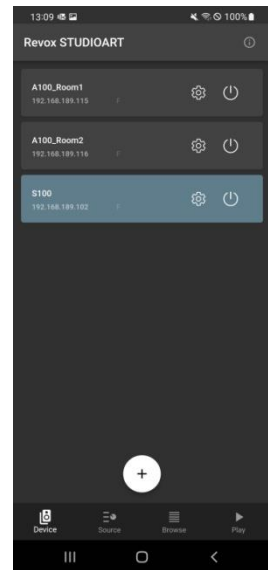 13:09 100%
Revox STUDIOART
A100_Room1
192.168.189.115 F
A100_Room2
192.168.189.116 F
S100
192.168.189.102 F
+
Device Source Browse Play